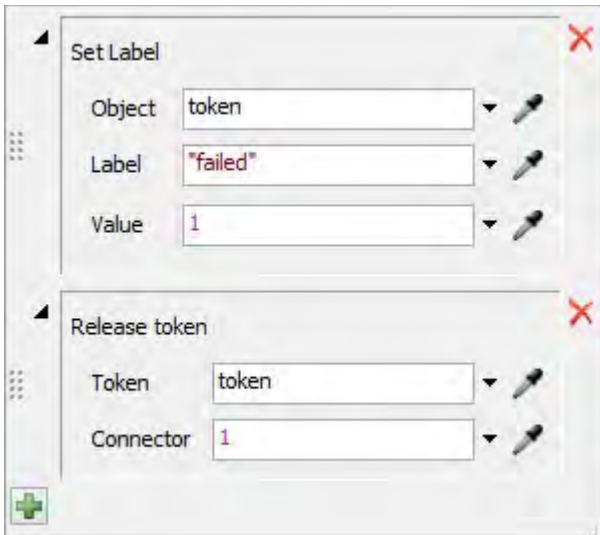 Set Label
Object token
Label "failed"
Value 1
Release token
Token token
Connector 1